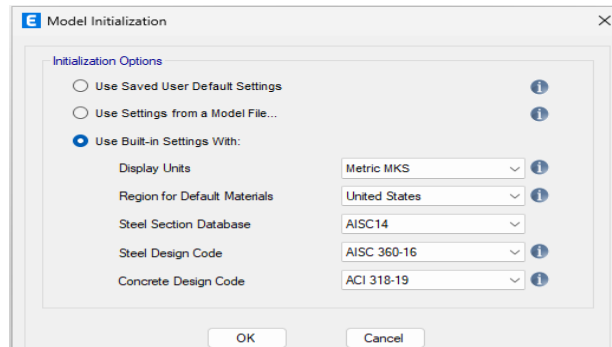 E Model Initialization
Initialization Options
Use Saved User Default Settings
Use Settings from a Model File...
Use Built-in Settings With:
Display Units Metric MKS
Region for Default Materials United States
Steel Section Database AISC14
Steel Design Code AISC 360-16
Concrete Design Code ACI 318-19
OK Cancel